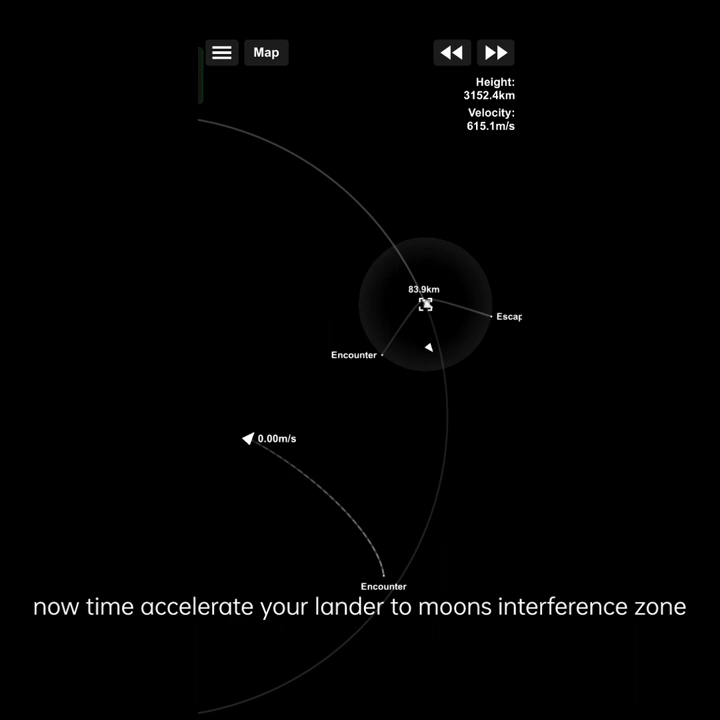 Map
Height:
3152.4km
Velocity:
615.1m/s
83.9km
Escap
Encounter
0.00m/s
Encounter
now time accelerate your lander to moons interference zone